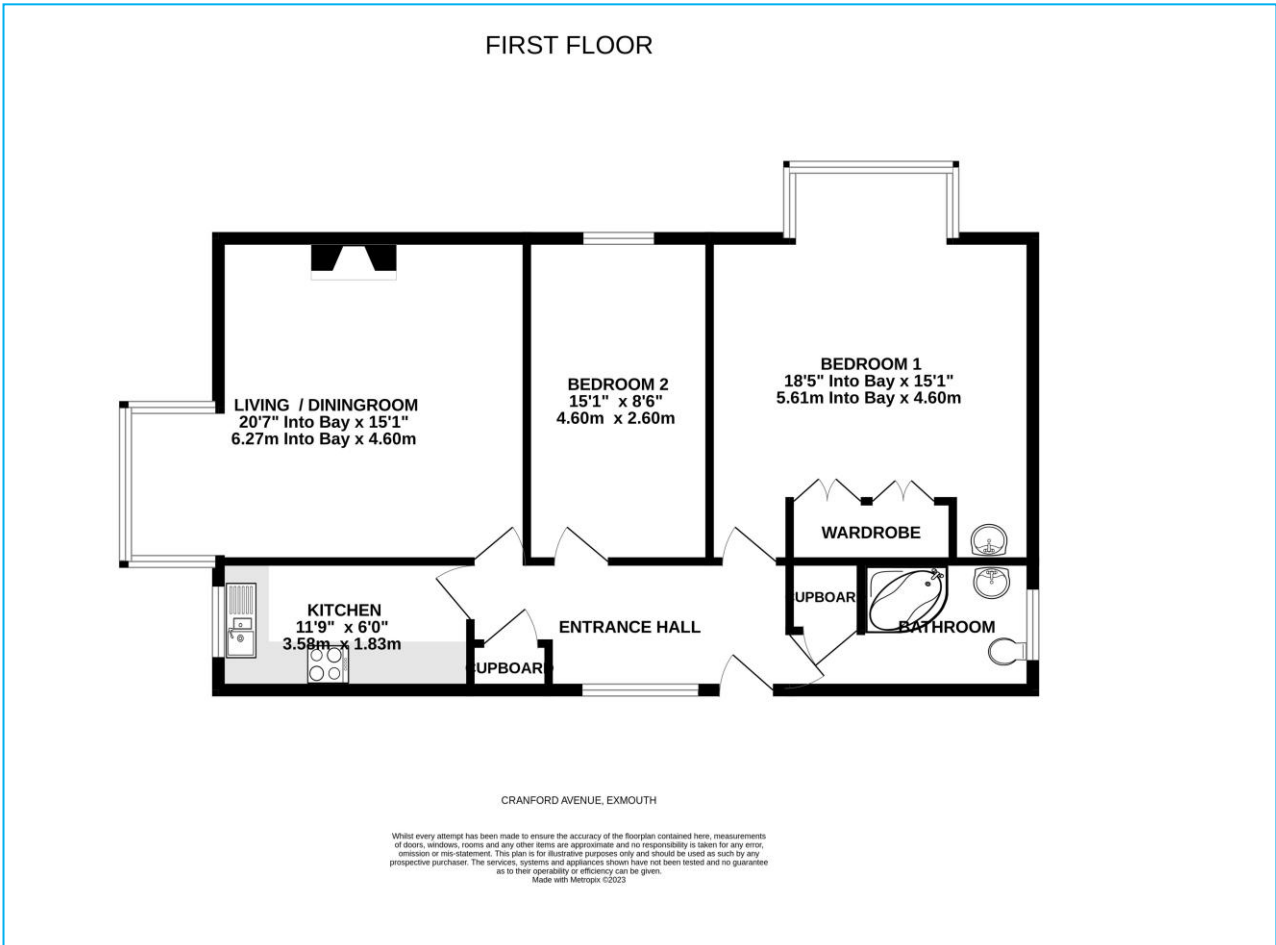 FIRST FLOOR
BEDROOM 1
18'5" Into Bay x 15'1"
5.61m Into Bay x 4.60m
BEDROOM 2
15'1" x 8'6"
4.60m x 2.60m
LIVING / DININGROOM
20'7" Into Bay x 15'1"
6.27m Into Bay x 4.60m
WARDROBE
KITCHEN
11'9" x 6'0"
3.58m x 1.83m
CUPBOARD
ENTRANCE HALL
CUPBOARD
BATHROOM
CRANFORD AVENUE, EXMOUTH
Whilst every attempt has been made to ensure the accuracy of the floorplan contained here, measurements
of doors, windows, rooms and any other items are approximate and no responsibility is taken for any error,
omission or mis-statement. This plan is for illustrative purposes only and should be used as such by any
prospective purchaser. The services, systems and appliances shown have not been tested and no guarantee
as to their operability or efficiency can be given.
Made with Metropix ©2023